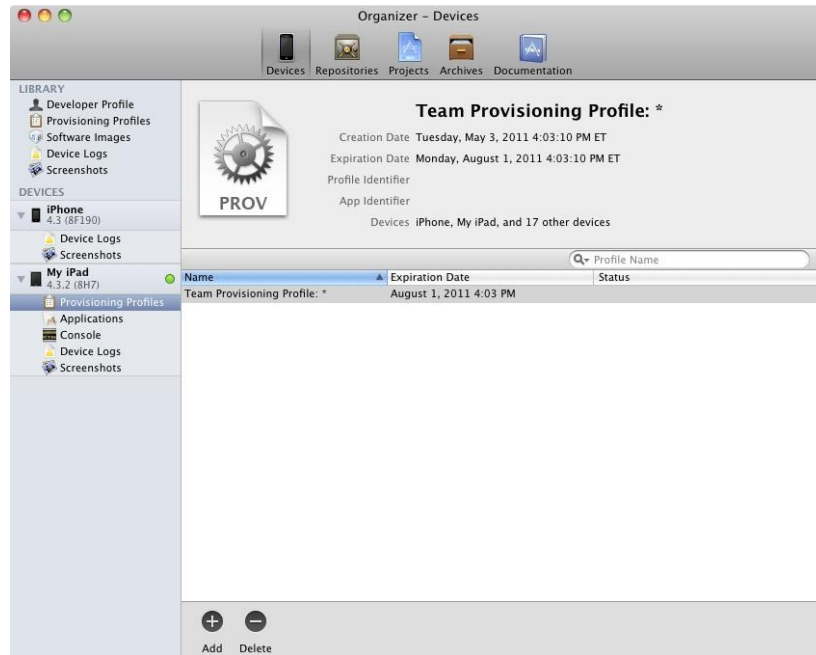 Organizer – Devices
Devices Repositories Projects Archives Documentation
LIBRARY
Developer Profile
Provisioning Profiles
Software Images
Device Logs
Screenshots
DEVICES
iPhone
4.3 (8F190)
Device Logs
Screenshots
My iPad
4.3.2 (8H7)
Provisioning Profiles
Applications
Console
Device Logs
Screenshots
PROV
Team Provisioning Profile: *
Creation Date Tuesday, May 3, 2011 4:03:10 PM ET
Expiration Date Monday, August 1, 2011 4:03:10 PM ET
Profile Identifier
App Identifier
Devices iPhone, My iPad, and 17 other devices
Profile Name
Name Expiration Date Status
Team Provisioning Profile: * August 1, 2011 4:03 PM
Add Delete